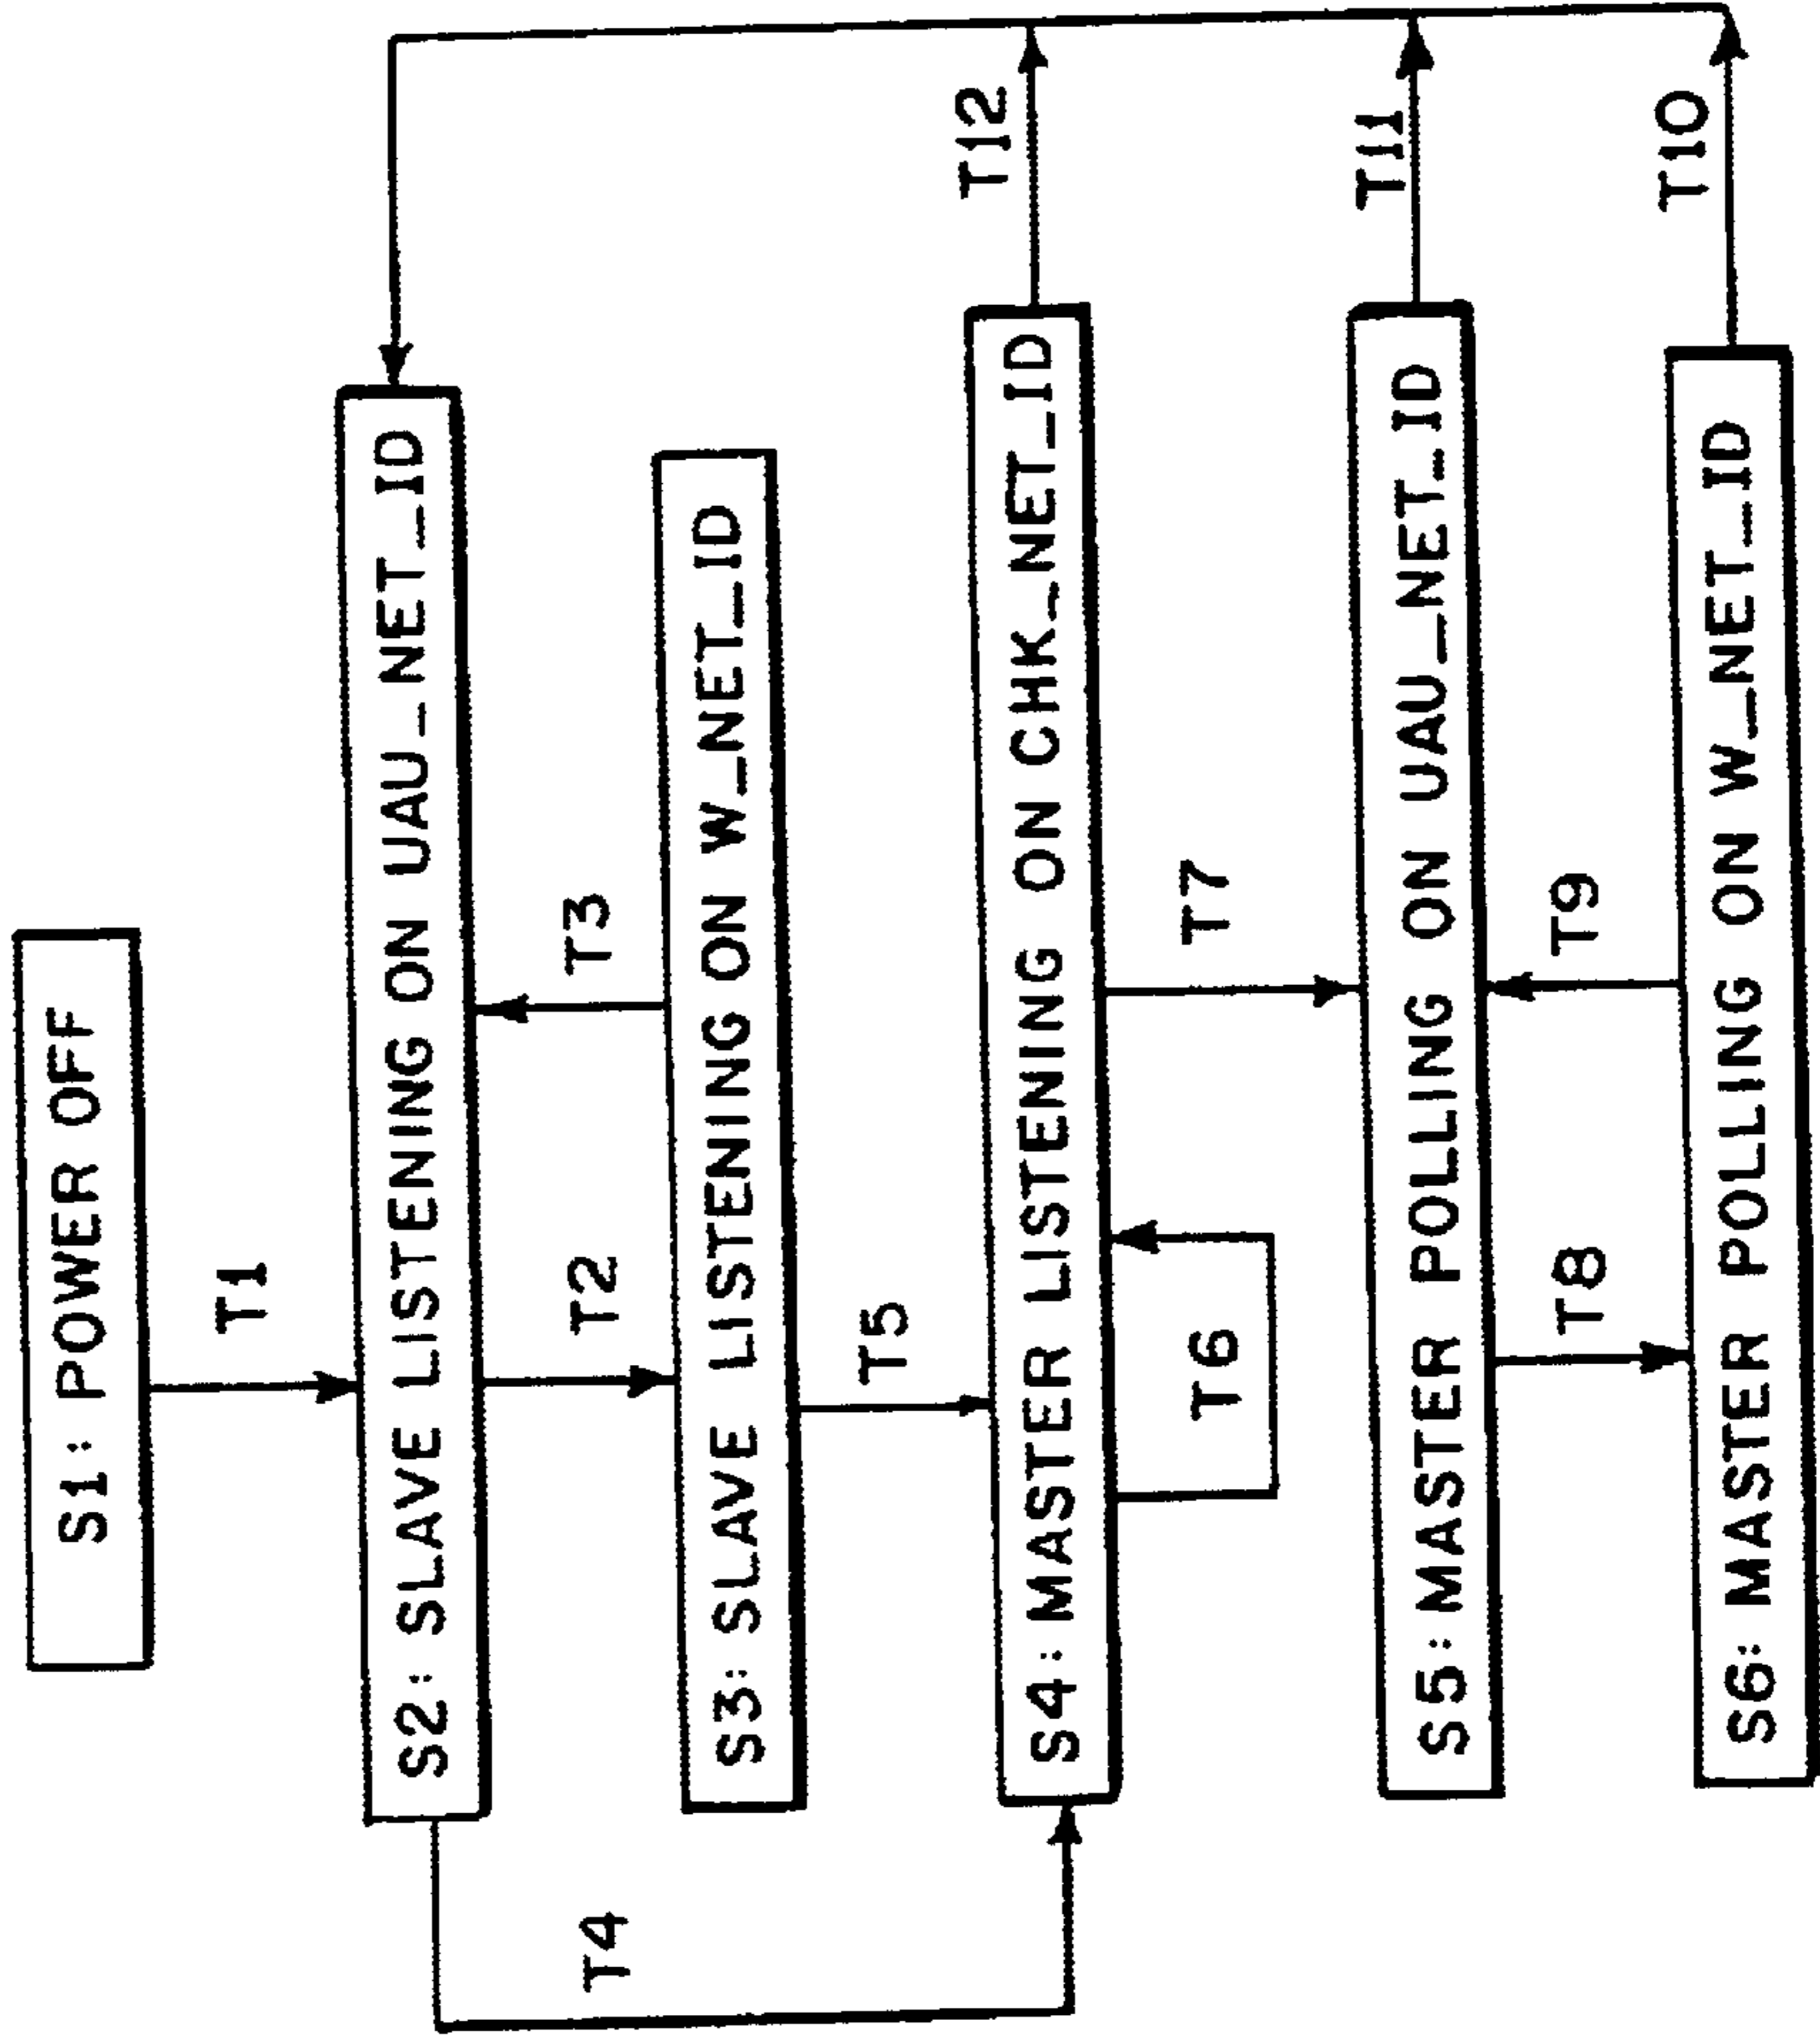 S1: POWER OFF
T1
S2: SLAVE LISTENING ON UAU_NET_ID
T2
T3
S3: SLAVE LISTENING ON W_NET_ID
T4
T5
T12
S4: MASTER LISTENING ON CHK_NET_ID
T6
T7
T11
S5: MASTER POLLING ON UAU_NET_ID
T8
T9
T10
S6: MASTER POLLING ON W_NET_ID